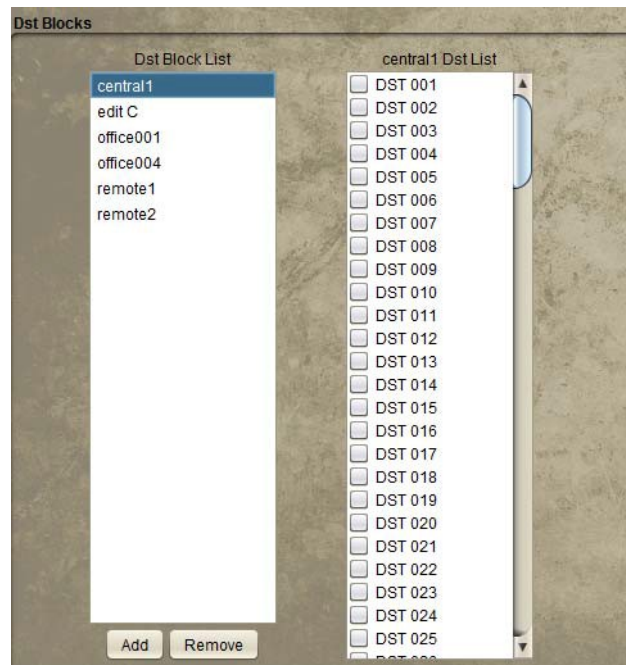 Dst Blocks
Dst Block List
central1
edit C
office001
office004
remote1
remote2
Add
Remove
central1 Dst List
DST 001
DST 002
DST 003
DST 004
DST 005
DST 006
DST 007
DST 008
DST 009
DST 010
DST 011
DST 012
DST 013
DST 014
DST 015
DST 016
DST 017
DST 018
DST 019
DST 020
DST 021
DST 022
DST 023
DST 024
DST 025